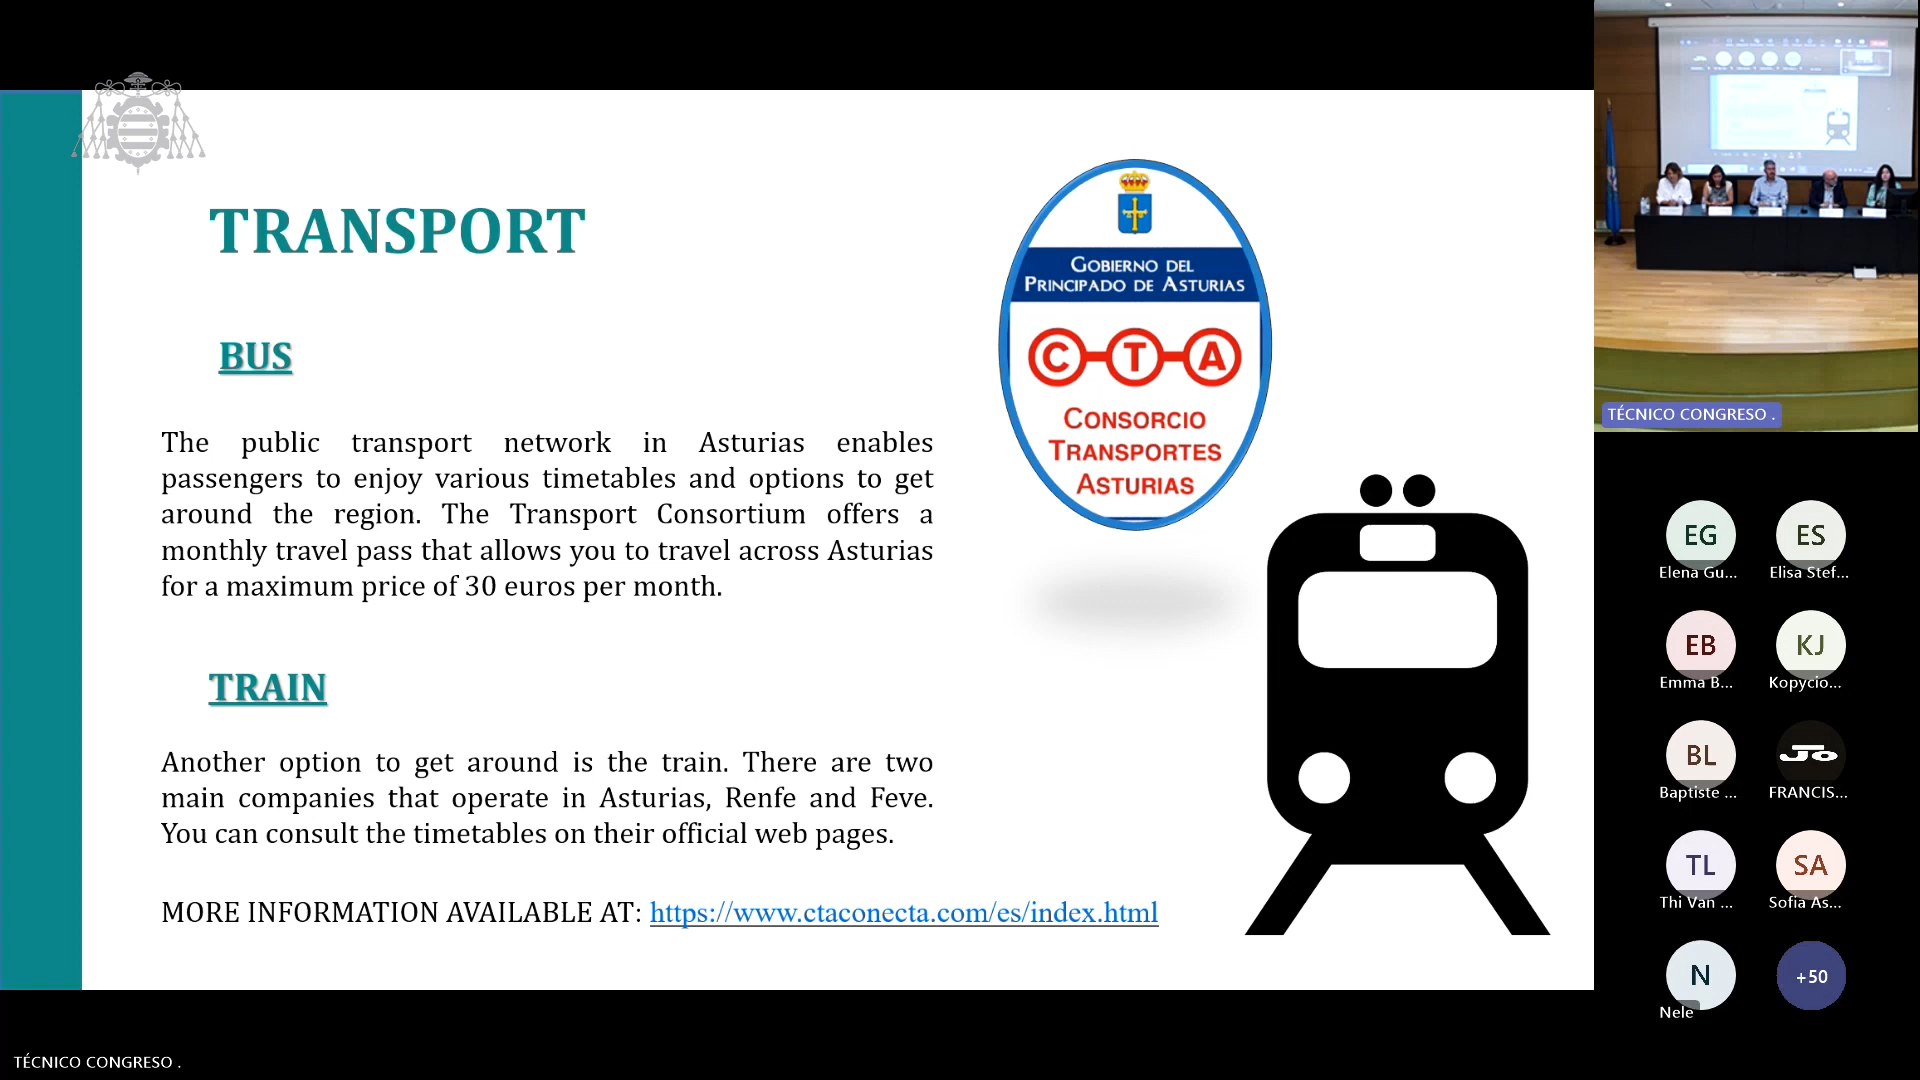 TRANSPORT
BUS
The public transport network in Asturias enables
passengers to enjoy various timetables and options to get
around the region. The Transport Consortium offers a
monthly travel pass that allows you to travel across Asturias
for a maximum price of 30 euros per month.
TRAIN
Another option to get around is the train. There are two
main companies that operate in Asturias, Renfe and Feve.
You can consult the timetables on their official web pages.
MORE INFORMATION AVAILABLE AT: https://www.ctaconecta.com/es/index.html
GOBIERNO DEL
PRINCIPADO DE ASTURIAS
C T A
CONSORCIO
TRANSPORTES
ASTURIAS
TÉCNICO CONGRESO .
EG
Elena Gu...
ES
Elisa Stef...
EB
Emma B...
KJ
Kopycio...
BL
Baptiste ...
Jo
FRANCIS...
TL
Thi Van ...
SA
Sofia As...
N
Nele
+50
TÉCNICO CONGRESO .